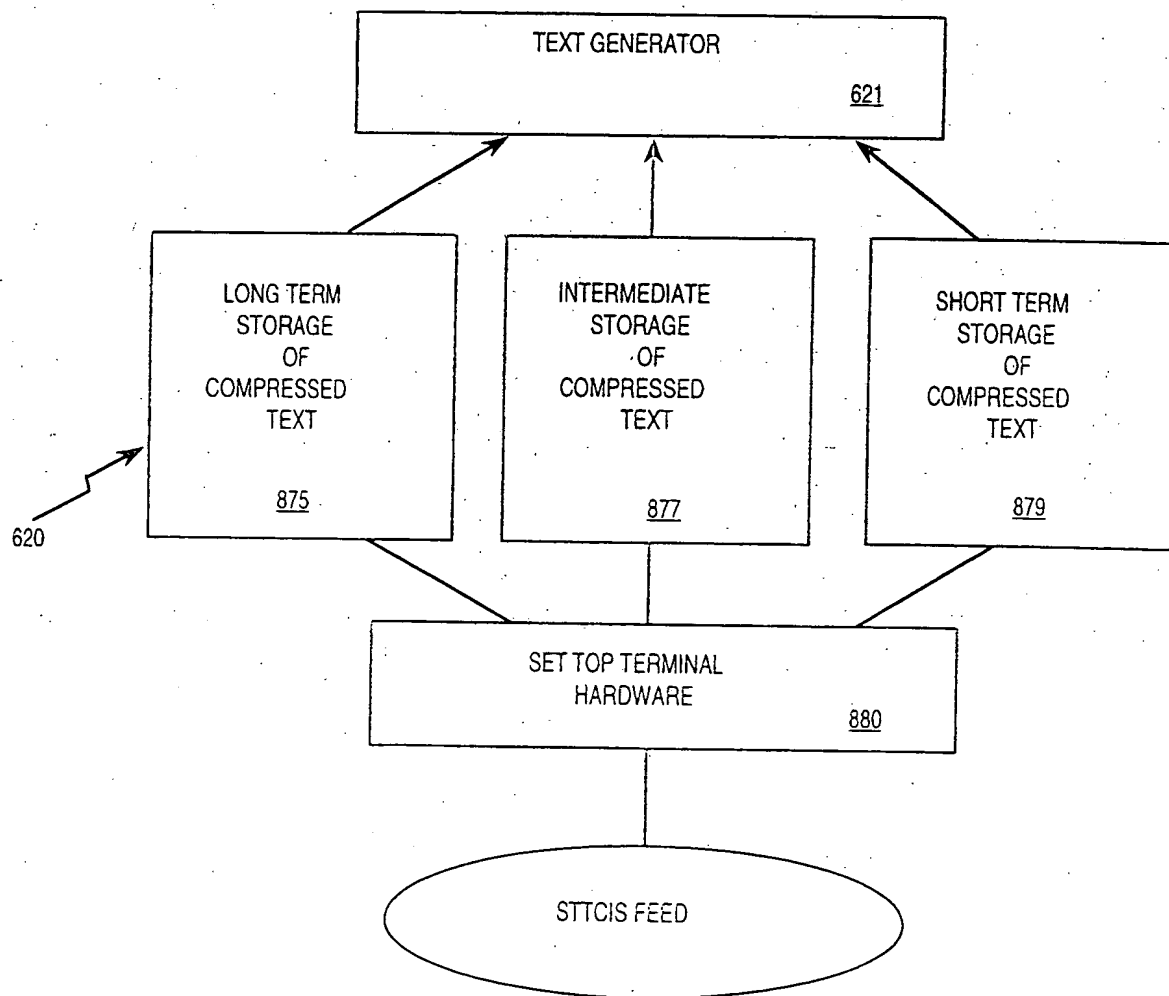 TEXT GENERATOR
621
LONG TERM
STORAGE
OF
COMPRESSED
TEXT
875
INTERMEDIATE
STORAGE
OF
COMPRESSED
TEXT
877
SHORT TERM
STORAGE
OF
COMPRESSED
TEXT
879
620
SET TOP TERMINAL
HARDWARE
880
STTCIS FEED